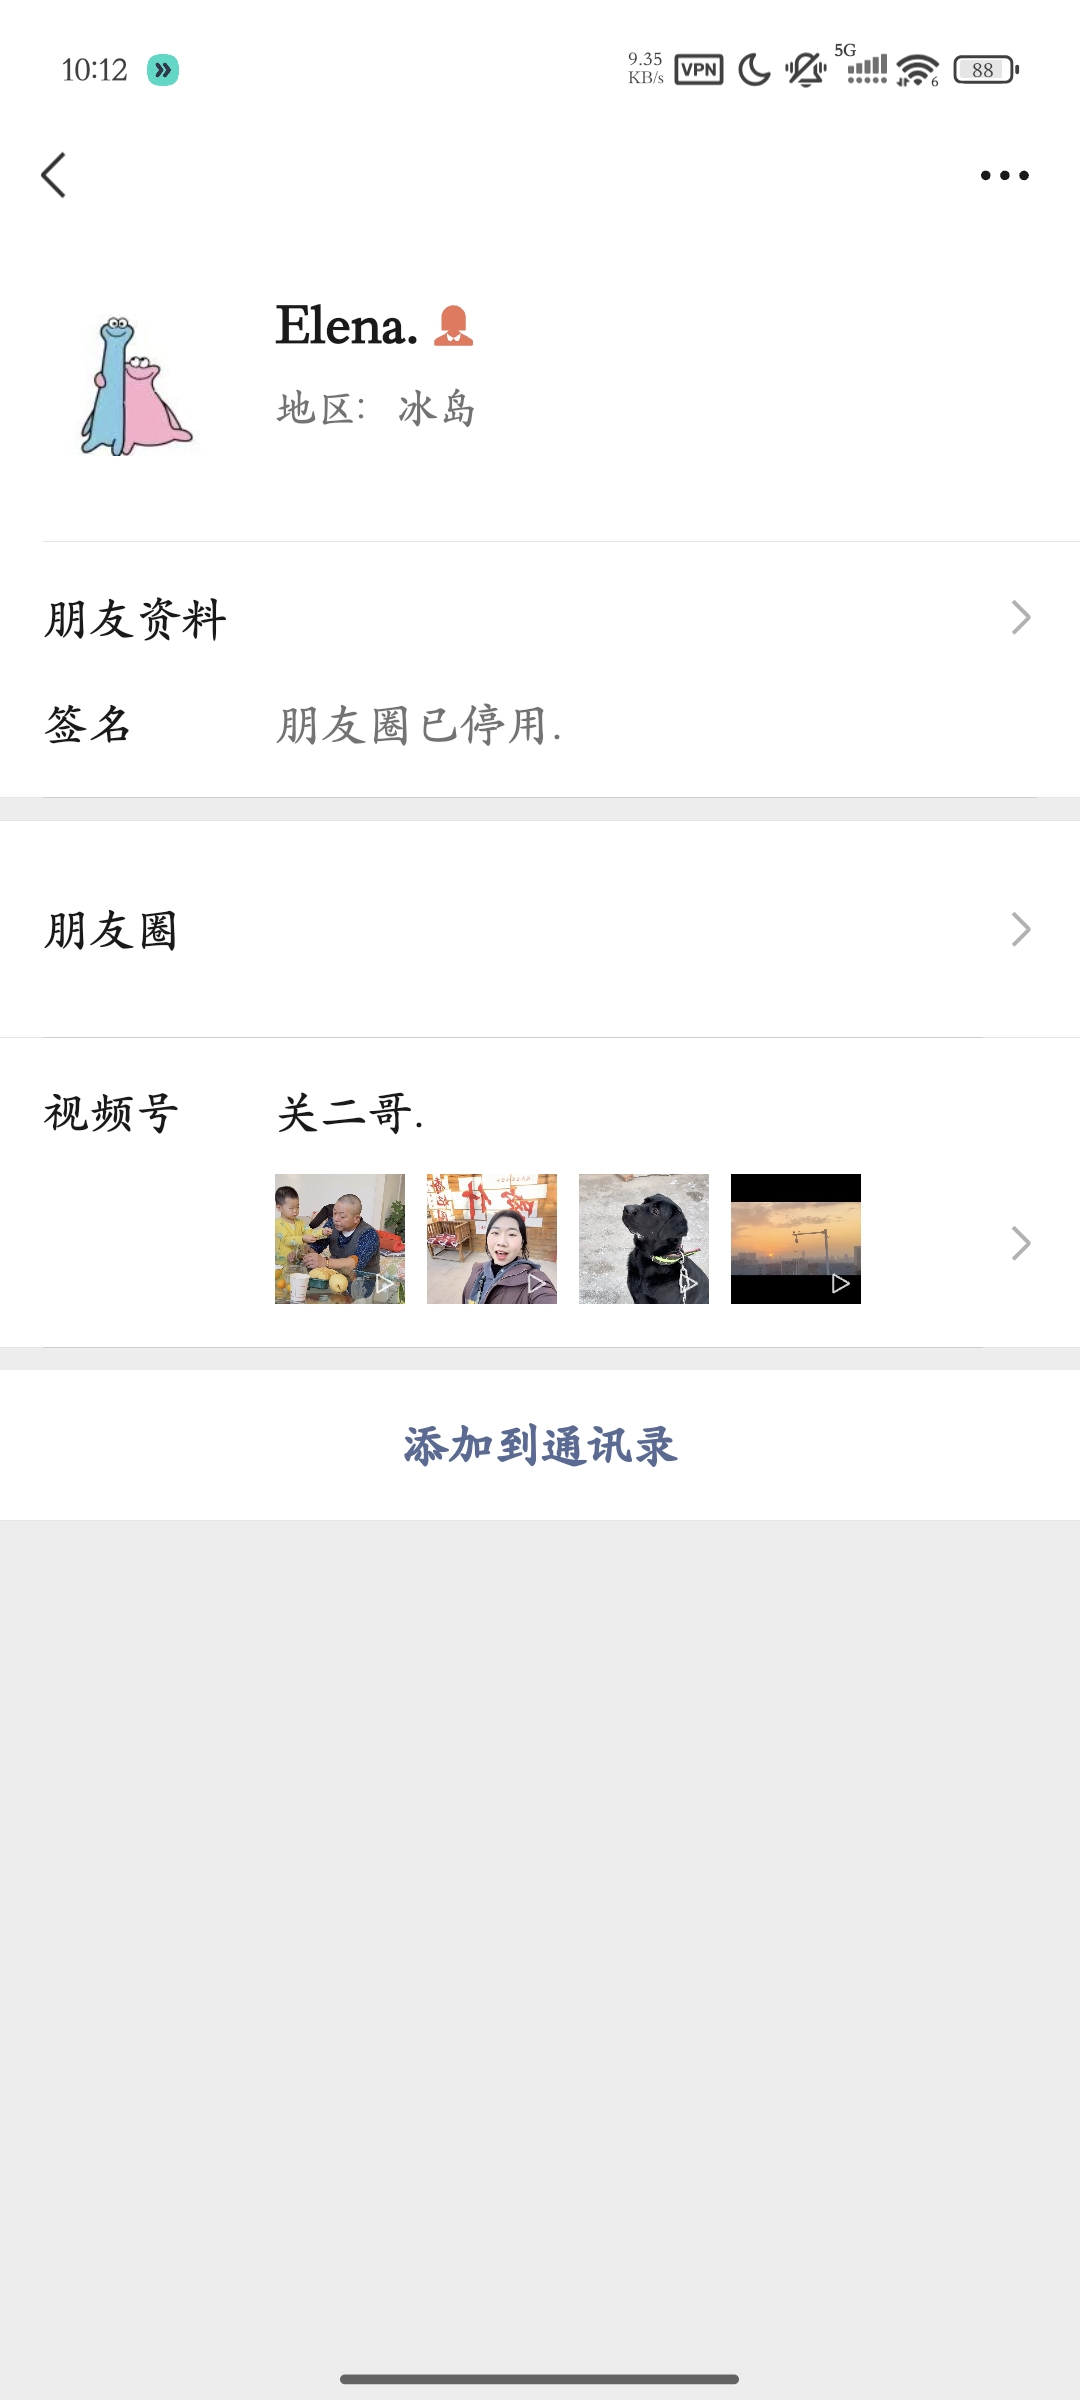 10:12
9.35
KB/s
VPN
5G
6
88
Elena.
地区： 冰岛
朋友资料
签名 朋友圈已停用.
朋友圈
视频号 关二哥.
添加到通讯录